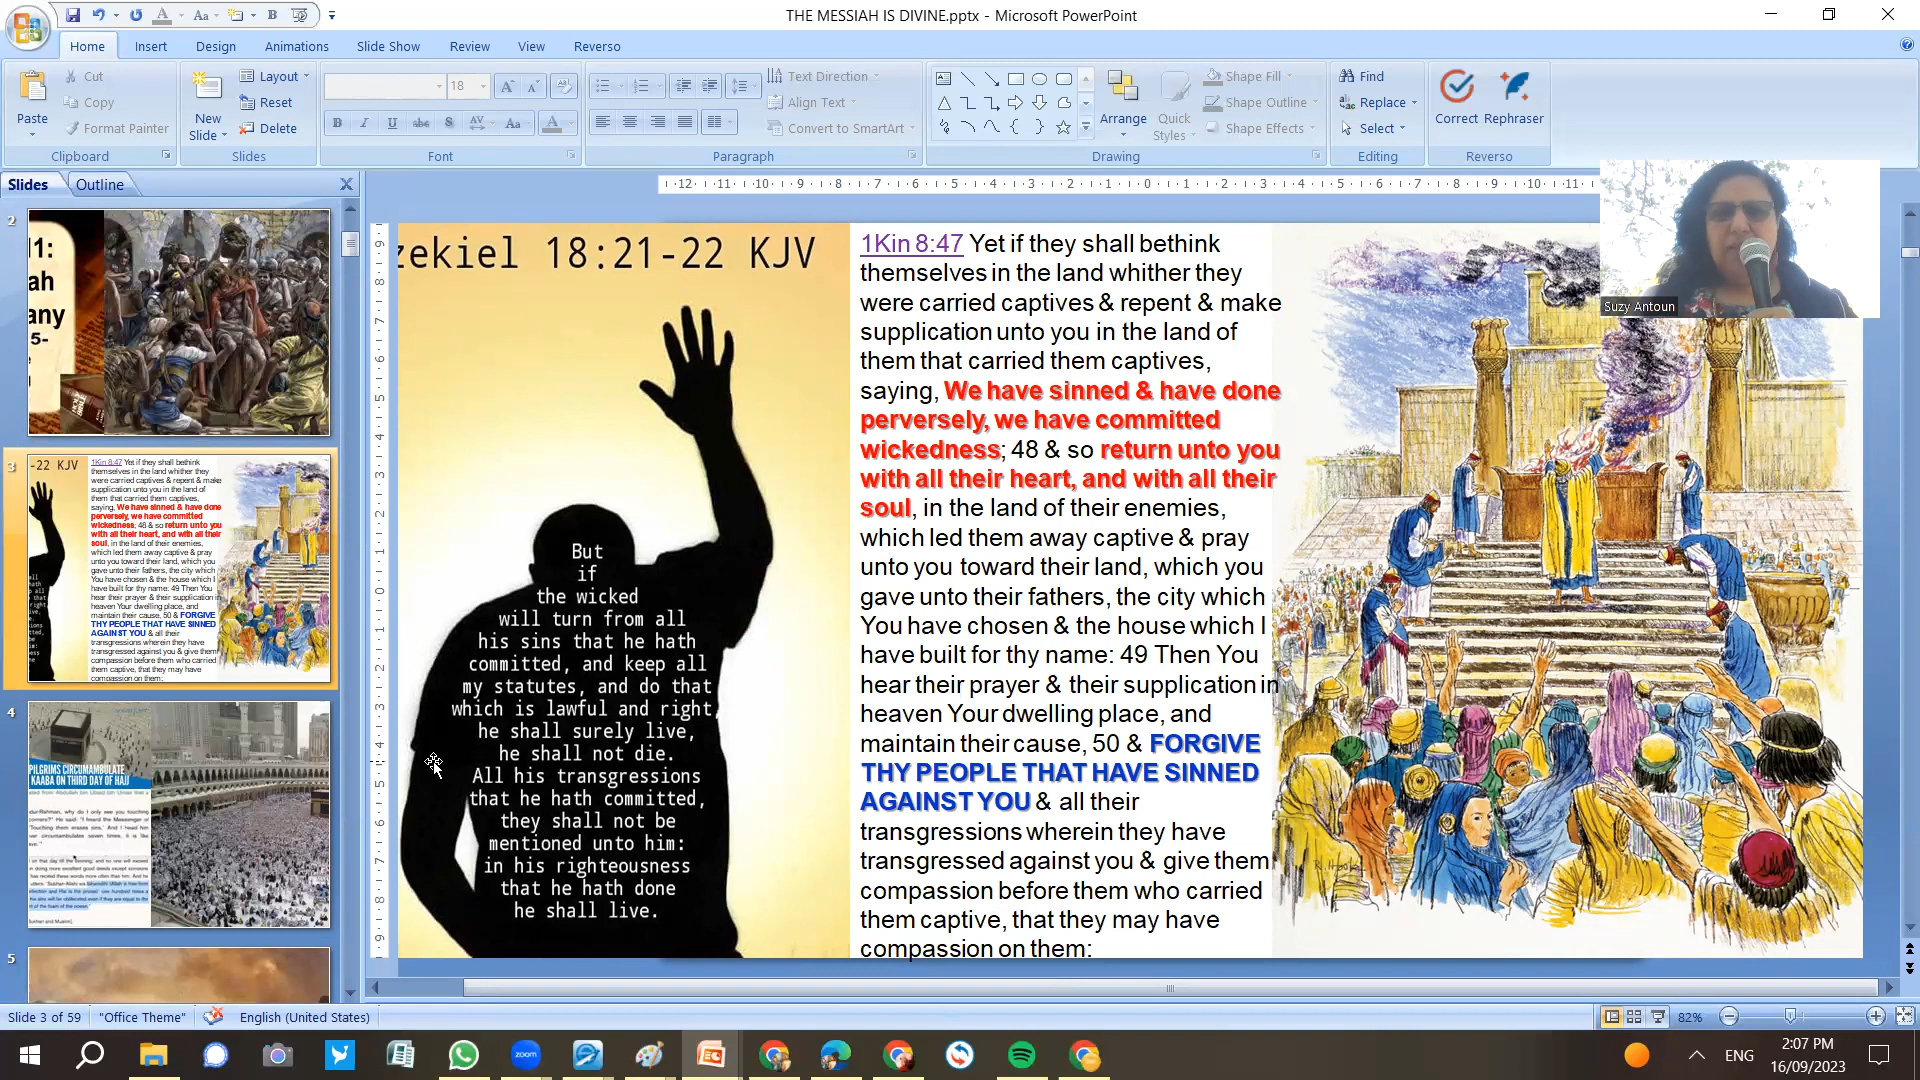 THE MESSIAH IS DIVINE.pptx - Microsoft PowerPoint
Home Insert Design Slide Show Animations Review View Reverso
Paste
Cut
Copy
Format Painter
Clipboard
New Slide
Layout
Reset
Delete
Slides
18
Font
Text Direction
Align Text
Convert to SmartArt
Paragraph
Arrange
Quick Styles
Shape Fill
Shape Outline
Shape Effects
Drawing
Find
Replace
Select
Editing
Correct Rephraser
Reverso
Slides Outline
2
3
4
PILGRIMS CIRCUMAMBULATE
KAABA ON THIRD DAY OF HAJJ
5
zekiel 18:21-22 KJV
But
if
the wicked
will turn from all
his sins that he hath
committed, and keep all
my statutes, and do that
which is lawful and right,
he shall surely live,
he shall not die.
All his transgressions
that he hath committed,
they shall not be
mentioned unto him:
in his righteousness
that he hath done
he shall live.
1Kin 8:47 Yet if they shall bethink
themselves in the land whither they
were carried captives & repent & make
supplication unto you in the land of
them that carried them captives,
saying, We have sinned & have done
perversely, we have committed
wickedness; 48 & so return unto you
with all their heart, and with all their
soul, in the land of their enemies,
which led them away captive & pray
unto you toward their land, which you
gave unto their fathers, the city which
You have chosen & the house which I
have built for thy name: 49 Then You
hear their prayer & their supplication in
heaven Your dwelling place, and
maintain their cause, 50 & FORGIVE
THY PEOPLE THAT HAVE SINNED
AGAINST YOU & all their
transgressions wherein they have
transgressed against you & give them
compassion before them who carried
them captive, that they may have
compassion on them:
Suzy Antoun
Slide 3 of 59 "Office Theme" English (United States)
82%
zoom
ENG
2:07 PM
16/09/2023